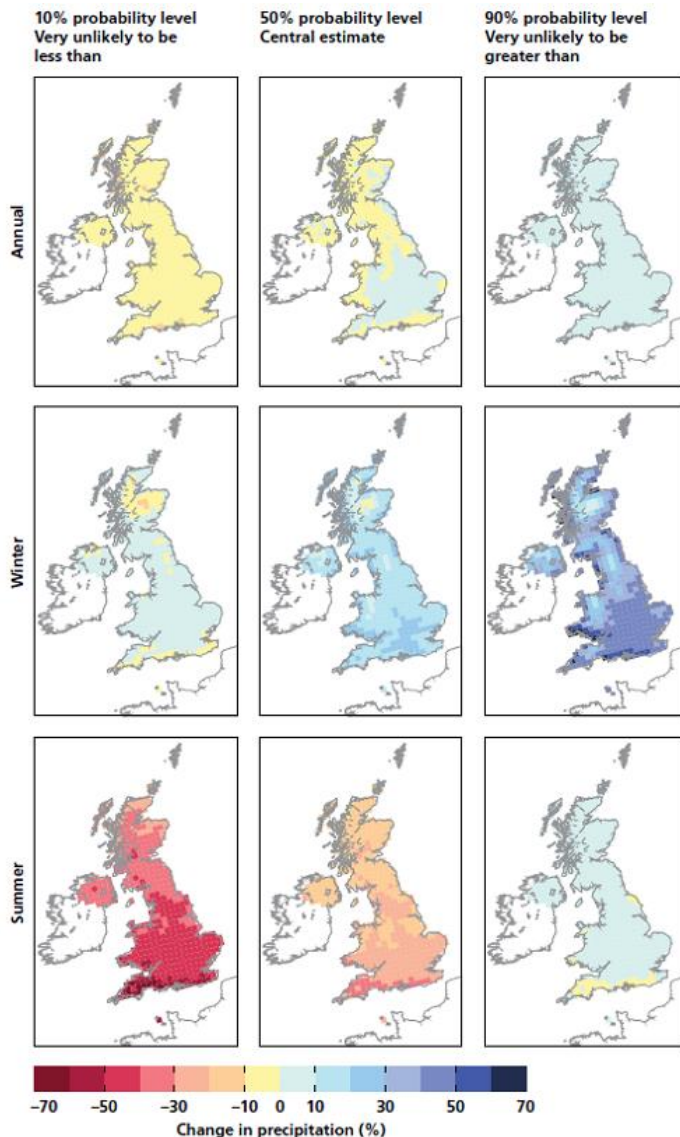 10% probability level
Very unlikely to be
less than
50% probability level
Central estimate
90% probability level
Very unlikely to be
greater than
Annual
Winter
Summer
–70 –50 –30 –10 0 10 30 50 70
Change in precipitation (%)